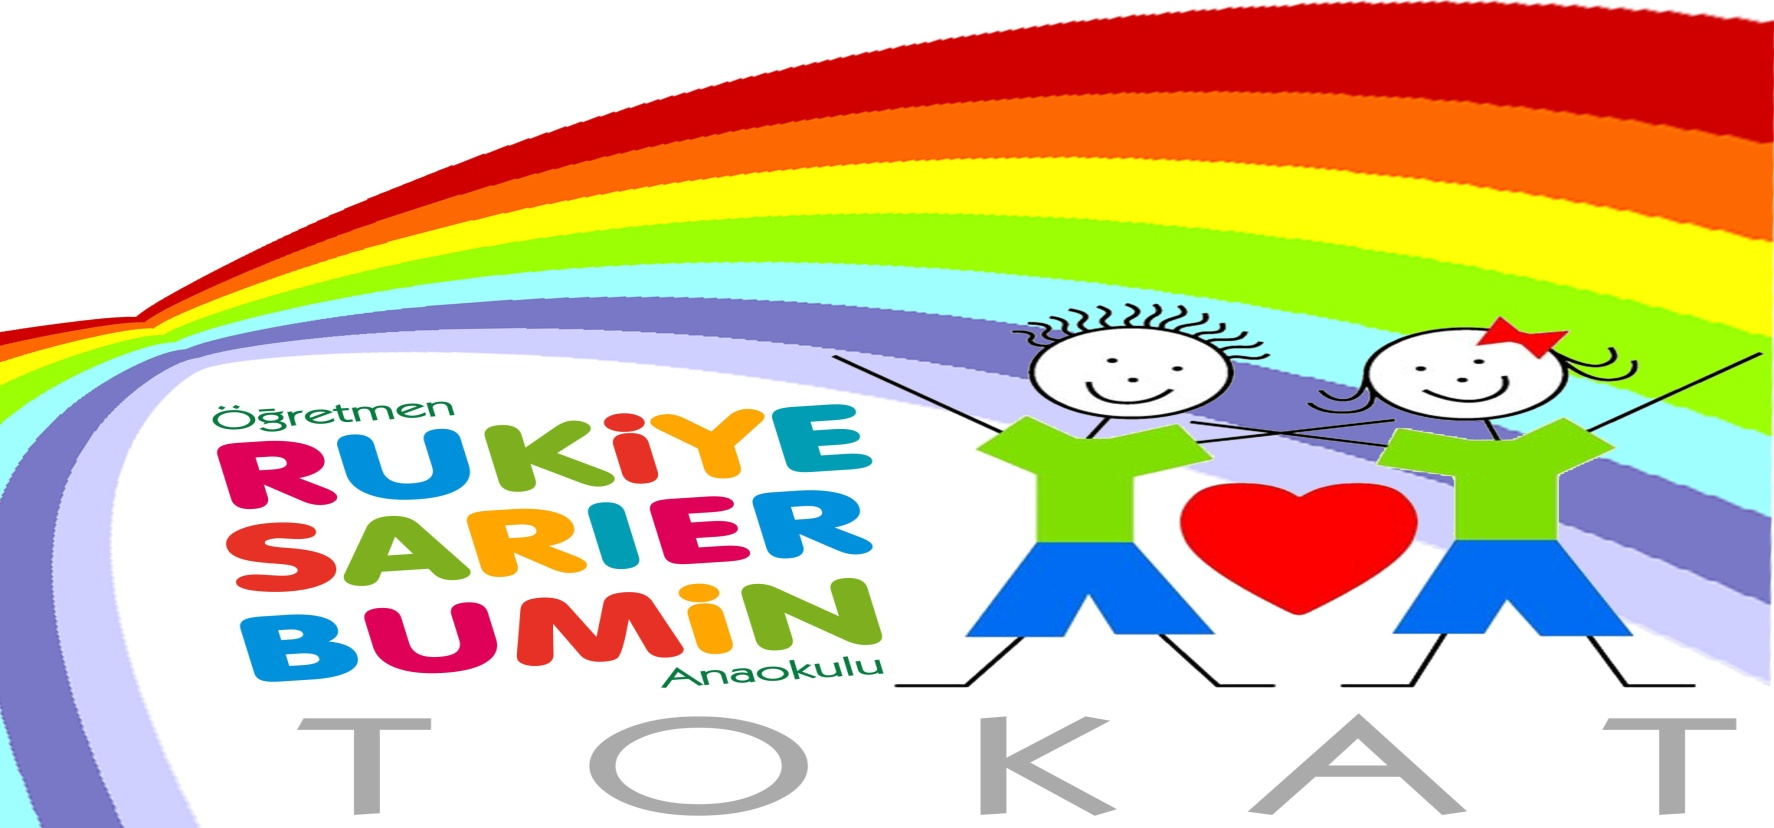 Öğretmen
RUKİYE
SARIER
BUMİN
Anaokulu
TOKAT